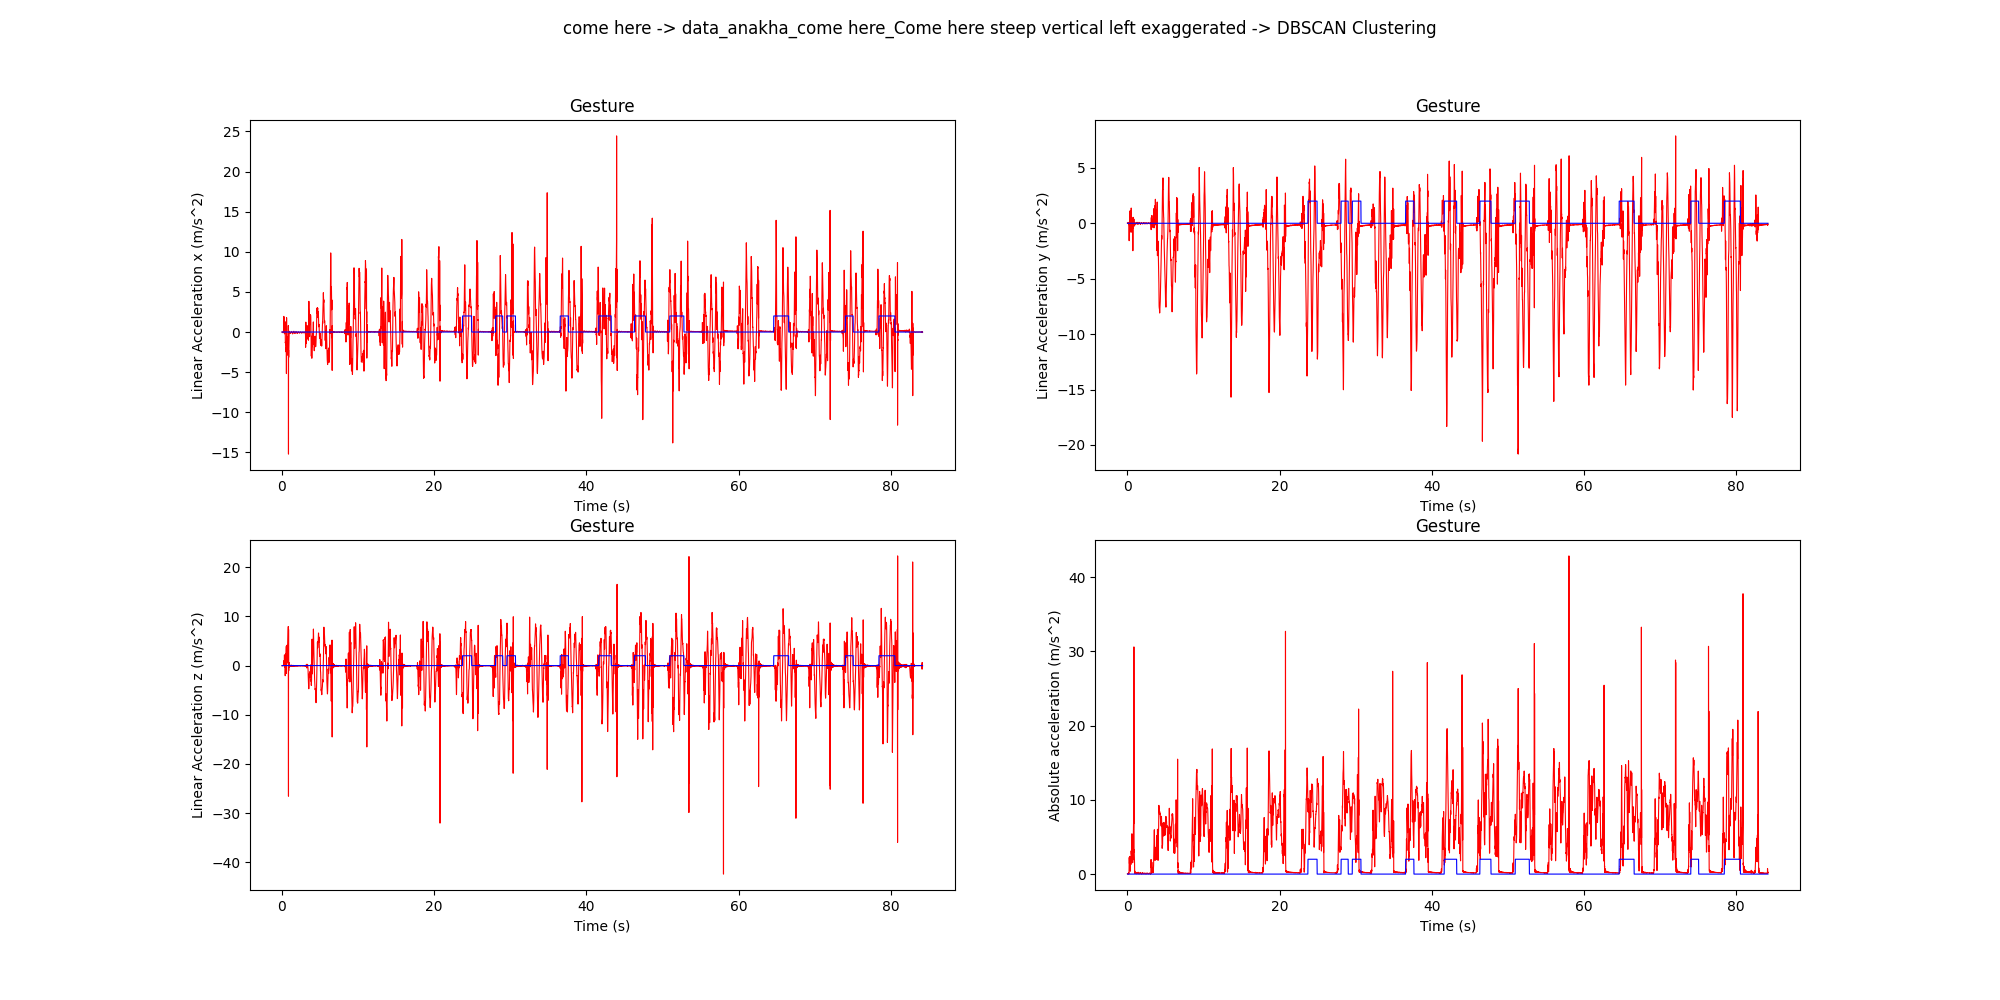 come here -> data_anakha_come here_Come here steep vertical left exaggerated -> DBSCAN Clustering
Gesture
Linear Acceleration x (m/s^2)
25
20
15
10
5
0
−5
−10
−15
0 20 40 60 80
Time (s)
Gesture
Linear Acceleration y (m/s^2)
5
0
−5
−10
−15
−20
0 20 40 60 80
Time (s)
Gesture
Linear Acceleration z (m/s^2)
20
10
0
−10
−20
−30
−40
0 20 40 60 80
Time (s)
Gesture
Absolute acceleration (m/s^2)
40
30
20
10
0
0 20 40 60 80
Time (s)